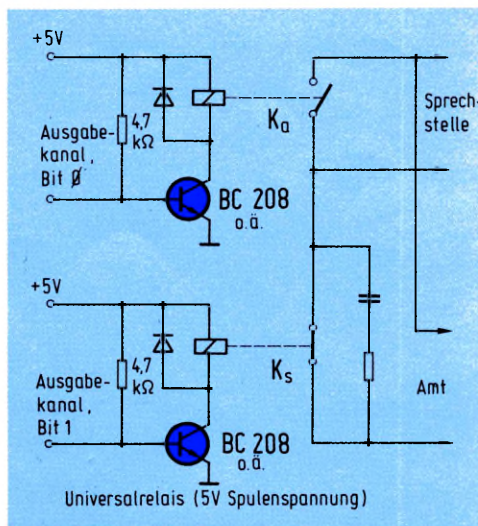 +5V
Ausgabe-
kanal,
Bit Ø
4,7
kΩ
BC 208
o.ä.
Ka
Sprech-
stelle
+5V
Ausgabe-
kanal,
Bit 1
4,7
kΩ
BC 208
o.ä.
Ks
Amt
Universalrelais (5V Spulenspannung)